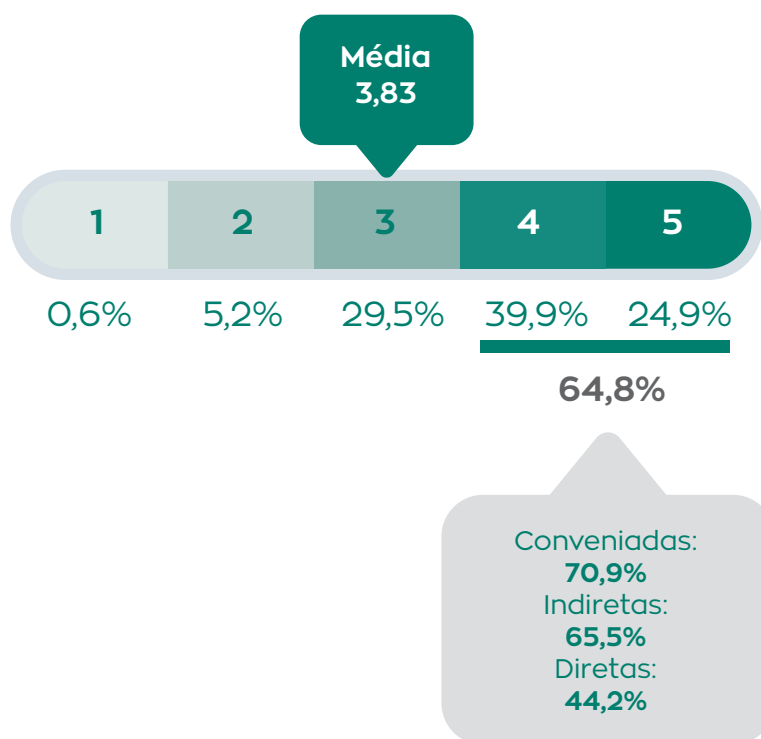 Média
3,83
1 2 3 4 5
0,6% 5,2% 29,5% 39,9% 24,9%
64,8%
Conveniadas:
70,9%
Indiretas:
65,5%
Diretas:
44,2%